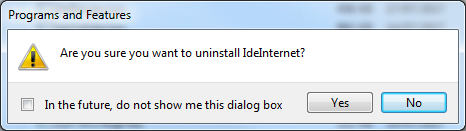 Programs and Features
Are you sure you want to uninstall IdeInternet?
In the future, do not show me this dialog box
Yes
No